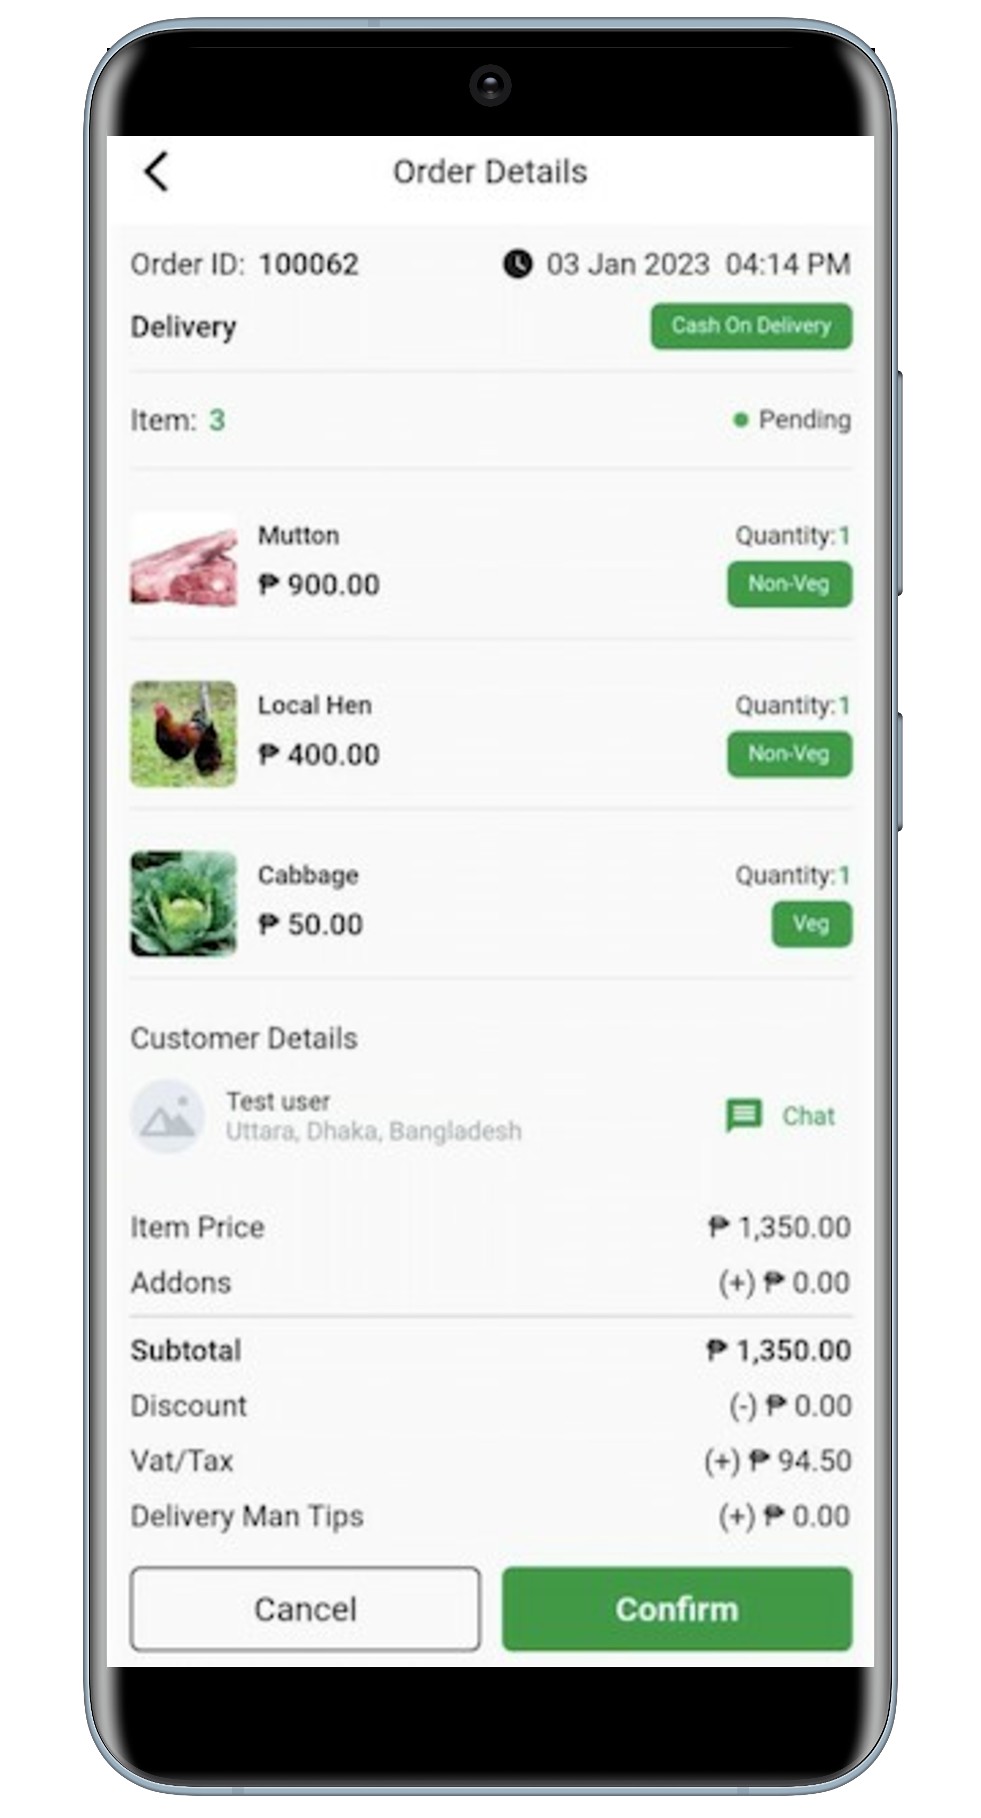 Order Details
Order ID: 100062 03 Jan 2023 04:14 PM
Delivery Cash On Delivery
Item: 3 Pending
Mutton Quantity:1
₱ 900.00 Non-Veg
Local Hen Quantity:1
₱ 400.00 Non-Veg
Cabbage Quantity:1
₱ 50.00 Veg
Customer Details
Test user
Uttara, Dhaka, Bangladesh
Chat
Item Price ₱ 1,350.00
Addons (+) ₱ 0.00
Subtotal ₱ 1,350.00
Discount (-) ₱ 0.00
Vat/Tax (+) ₱ 94.50
Delivery Man Tips (+) ₱ 0.00
Cancel Confirm